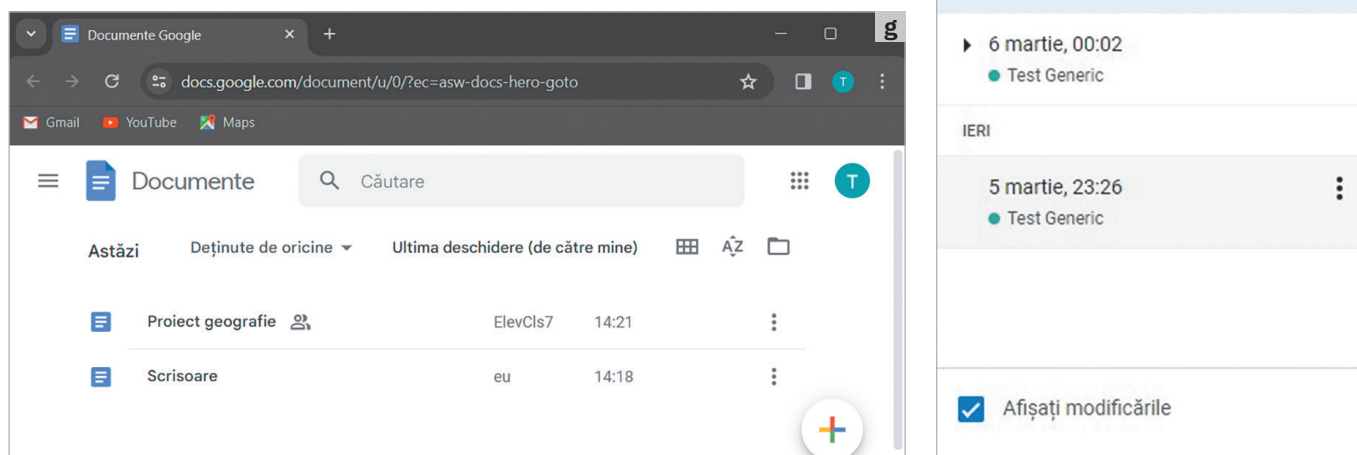 Documente Google
g
docs.google.com/document/u/0/?ec=asw-docs-hero-goto
T
Gmail YouTube Maps
Documente
Căutare
T
Astăzi Deținute de oricine Ultima deschidere (de către mine) AZ
Proiect geografie ElevCls7 14:21
Scrisoare eu 14:18
6 martie, 00:02
Test Generic
IERI
5 martie, 23:26
Test Generic
Afișați modificările